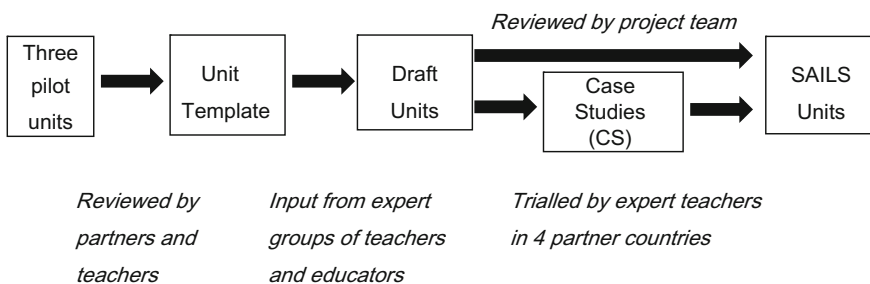 Reviewed by project team
Three
pilot
units
Unit
Template
Draft
Units
Case
Studies
(CS)
SAILS
Units
Reviewed by
partners and
teachers
Input from expert
groups of teachers
and educators
Trialled by expert teachers
in 4 partner countries